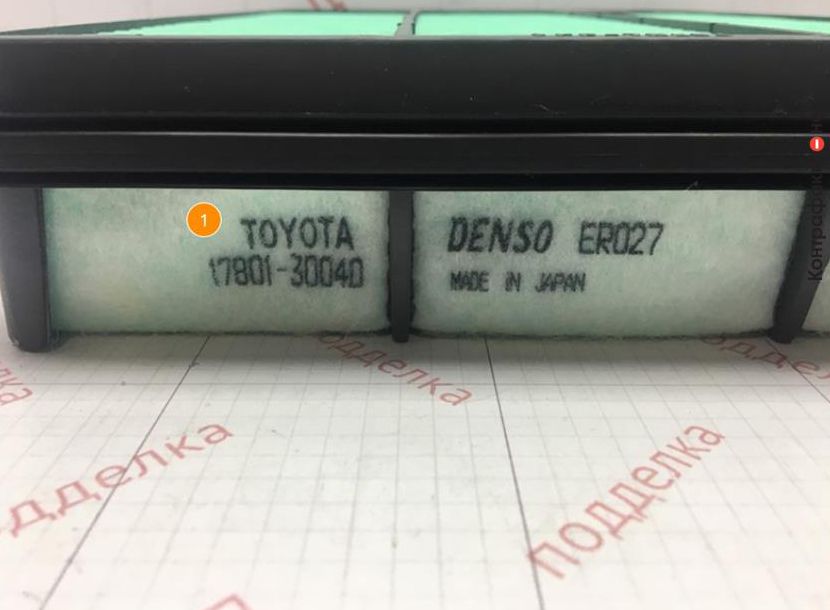 1
TOYOTA
17801-30040
DENSO ER027
MADE IN JAPAN
подделка
подделка
подделка
подделка